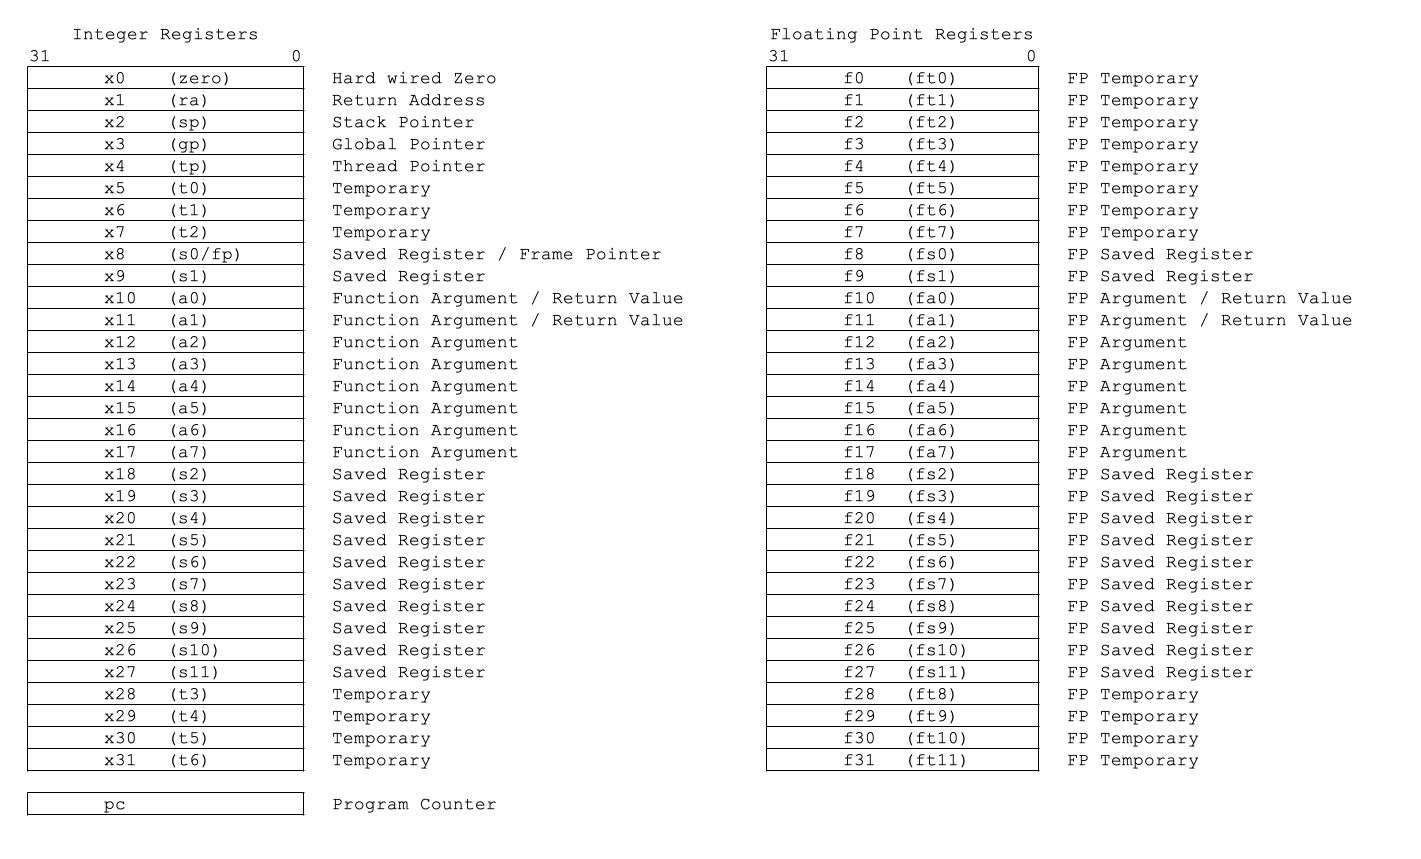 Integer Registers Floating Point Registers
31 0 31 0
x0 (zero) Hard wired Zero f0 (ft0) FP Temporary
x1 (ra) Return Address f1 (ft1) FP Temporary
x2 (sp) Stack Pointer f2 (ft2) FP Temporary
x3 (gp) Global Pointer f3 (ft3) FP Temporary
x4 (tp) Thread Pointer f4 (ft4) FP Temporary
x5 (t0) Temporary f5 (ft5) FP Temporary
x6 (t1) Temporary f6 (ft6) FP Temporary
x7 (t2) Temporary f7 (ft7) FP Temporary
x8 (s0/fp) Saved Register / Frame Pointer f8 (fs0) FP Saved Register
x9 (s1) Saved Register f9 (fs1) FP Saved Register
x10 (a0) Function Argument / Return Value f10 (fa0) FP Argument / Return Value
x11 (a1) Function Argument / Return Value f11 (fa1) FP Argument / Return Value
x12 (a2) Function Argument f12 (fa2) FP Argument
x13 (a3) Function Argument f13 (fa3) FP Argument
x14 (a4) Function Argument f14 (fa4) FP Argument
x15 (a5) Function Argument f15 (fa5) FP Argument
x16 (a6) Function Argument f16 (fa6) FP Argument
x17 (a7) Function Argument f17 (fa7) FP Argument
x18 (s2) Saved Register f18 (fs2) FP Saved Register
x19 (s3) Saved Register f19 (fs3) FP Saved Register
x20 (s4) Saved Register f20 (fs4) FP Saved Register
x21 (s5) Saved Register f21 (fs5) FP Saved Register
x22 (s6) Saved Register f22 (fs6) FP Saved Register
x23 (s7) Saved Register f23 (fs7) FP Saved Register
x24 (s8) Saved Register f24 (fs8) FP Saved Register
x25 (s9) Saved Register f25 (fs9) FP Saved Register
x26 (s10) Saved Register f26 (fs10) FP Saved Register
x27 (s11) Saved Register f27 (fs11) FP Saved Register
x28 (t3) Temporary f28 (ft8) FP Temporary
x29 (t4) Temporary f29 (ft9) FP Temporary
x30 (t5) Temporary f30 (ft10) FP Temporary
x31 (t6) Temporary f31 (ft11) FP Temporary
pc Program Counter